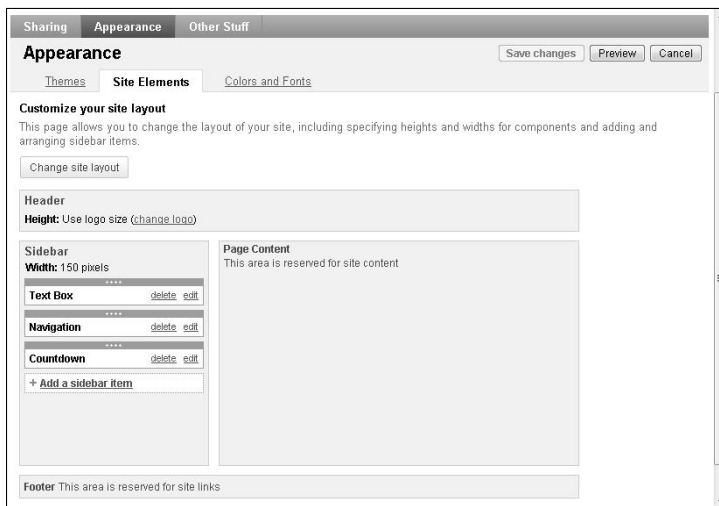 Sharing Appearance Other Stuff
Appearance
Save changes Preview Cancel
Themes Site Elements Colors and Fonts
Customize your site layout
This page allows you to change the layout of your site, including specifying heights and widths for components and adding and
arranging sidebar items.
Change site layout
Header
Height: Use logo size (change logo)
Sidebar
Width: 150 pixels
Text Box delete edit
Navigation delete edit
Countdown delete edit
+ Add a sidebar item
Page Content
This area is reserved for site content
Footer This area is reserved for site links